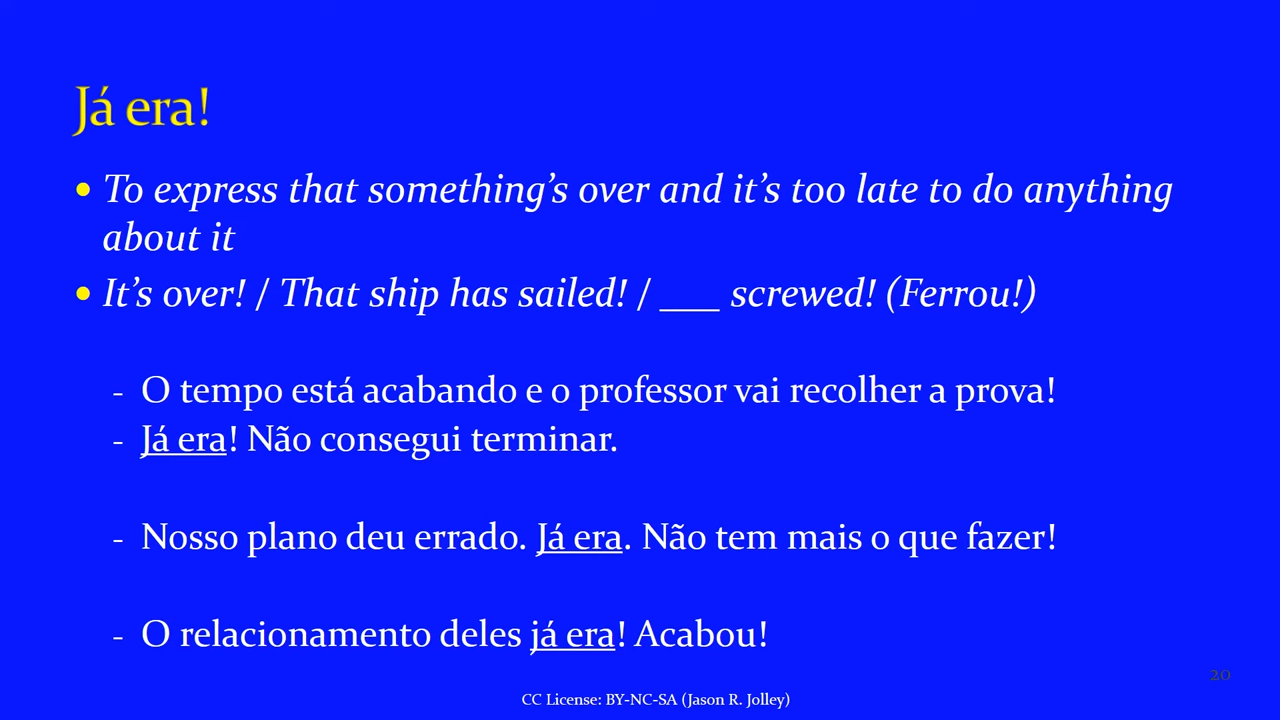 Já era!
• To express that something's over and it's too late to do anything
about it
• It's over! / That ship has sailed! / ___ screwed! (Ferrou!)
- O tempo está acabando e o professor vai recolher a prova!
- Já era! Não consegui terminar.
- Nosso plano deu errado. Já era. Não tem mais o que fazer!
- O relacionamento deles já era! Acabou!
20
CC License: BY-NC-SA (Jason R. Jolley)